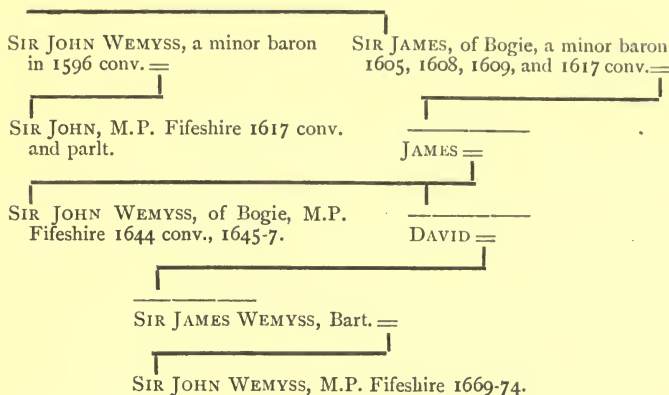 SIR JOHN WEMYSS, a minor baron
in 1596 conv. =
SIR JAMES, of Bogie, a minor baron
1605, 1608, 1609, and 1617 conv. =
SIR JOHN, M.P. Fifeshire 1617 conv.
and parlt.
JAMES =
SIR JOHN WEMYSS, of Bogie, M.P.
Fifeshire 1644 conv., 1645-7.
DAVID =
SIR JAMES WEMYSS, Bart. =
SIR JOHN WEMYSS, M.P. Fifeshire 1669-74.